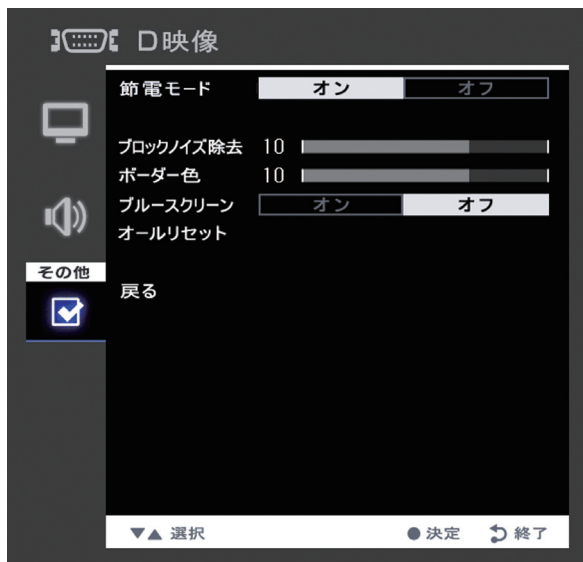 D映像
節電モード オン オフ
ブロックノイズ除去 10
ボーダー色 10
ブルースクリーン オン オフ
オールリセット
その他
戻る
▼▲ 選択 ●決定 終了